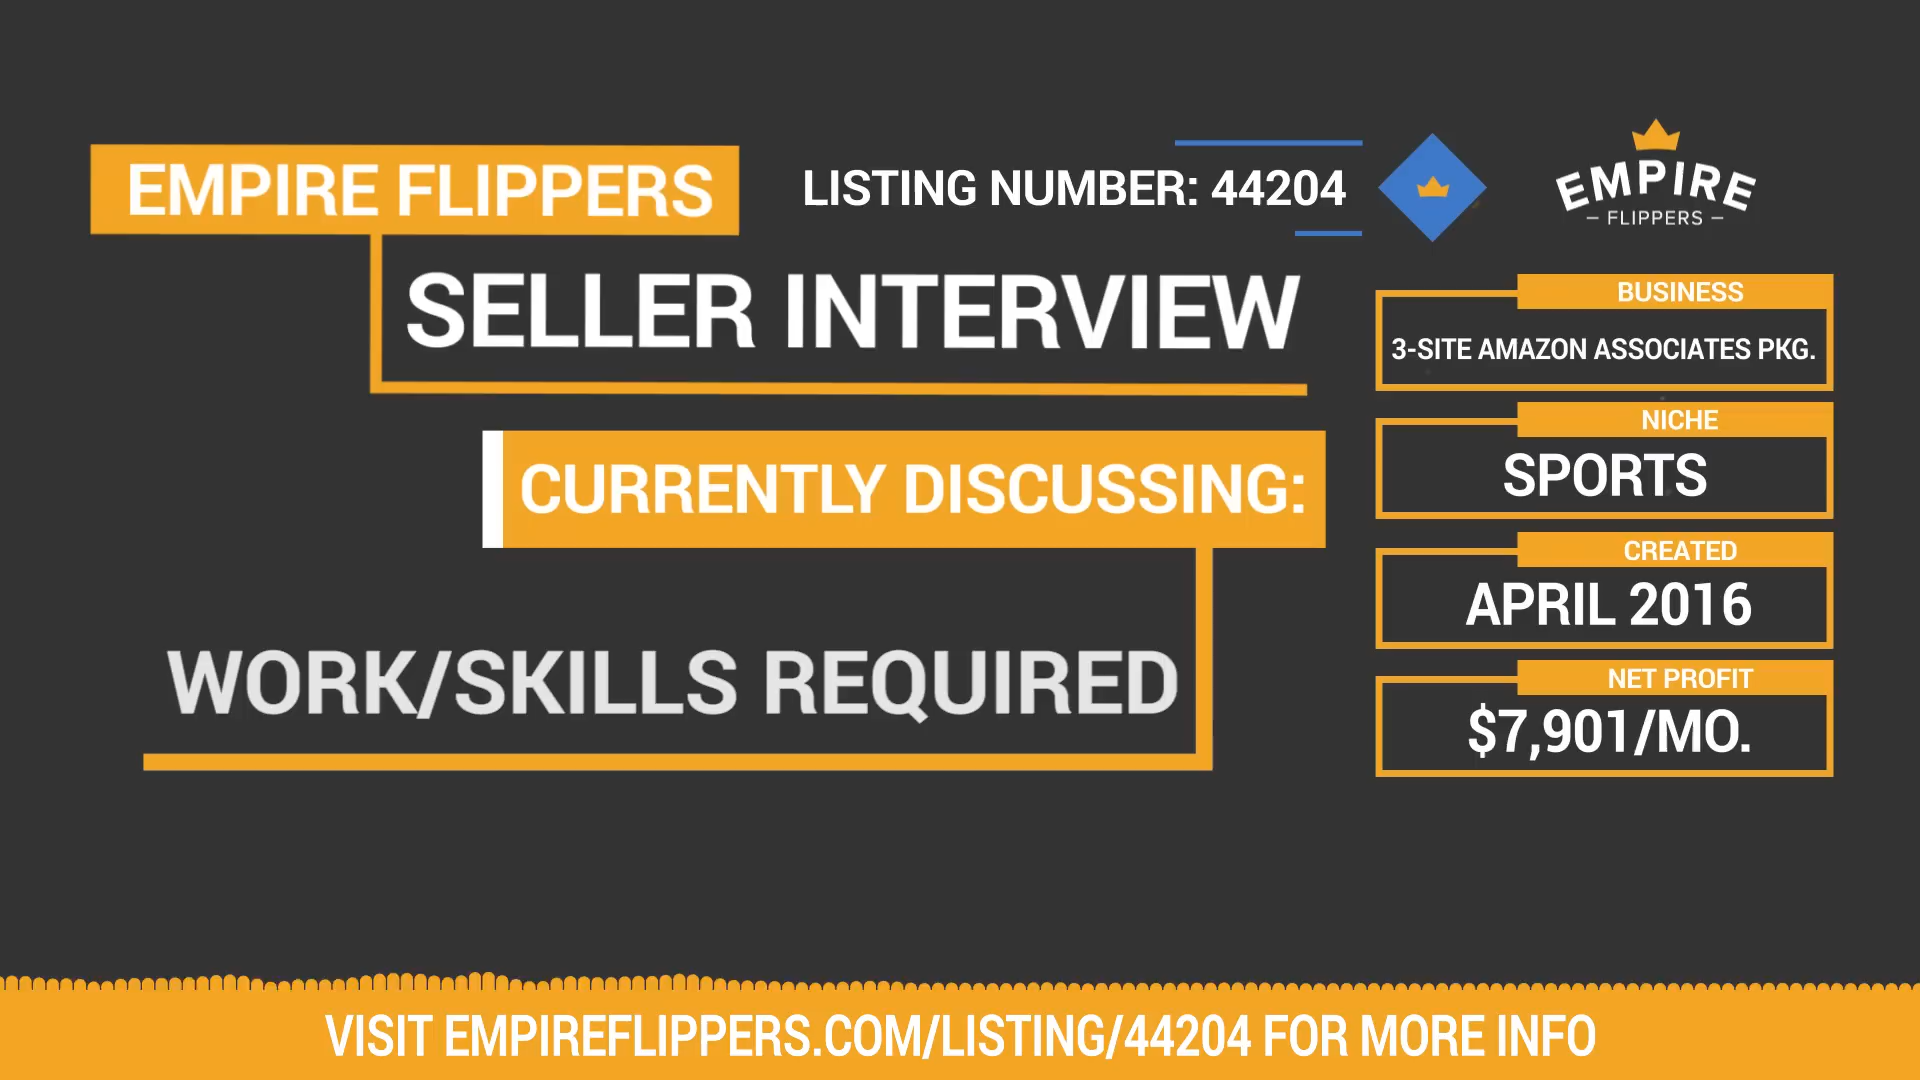 EMPIRE FLIPPERS
LISTING NUMBER: 44204
EMPIRE
– FLIPPERS –
SELLER INTERVIEW
CURRENTLY DISCUSSING:
WORK/SKILLS REQUIRED
BUSINESS
3-SITE AMAZON ASSOCIATES PKG.
NICHE
SPORTS
CREATED
APRIL 2016
NET PROFIT
$7,901/MO.
VISIT EMPIREFLIPPERS.COM/LISTING/44204 FOR MORE INFO